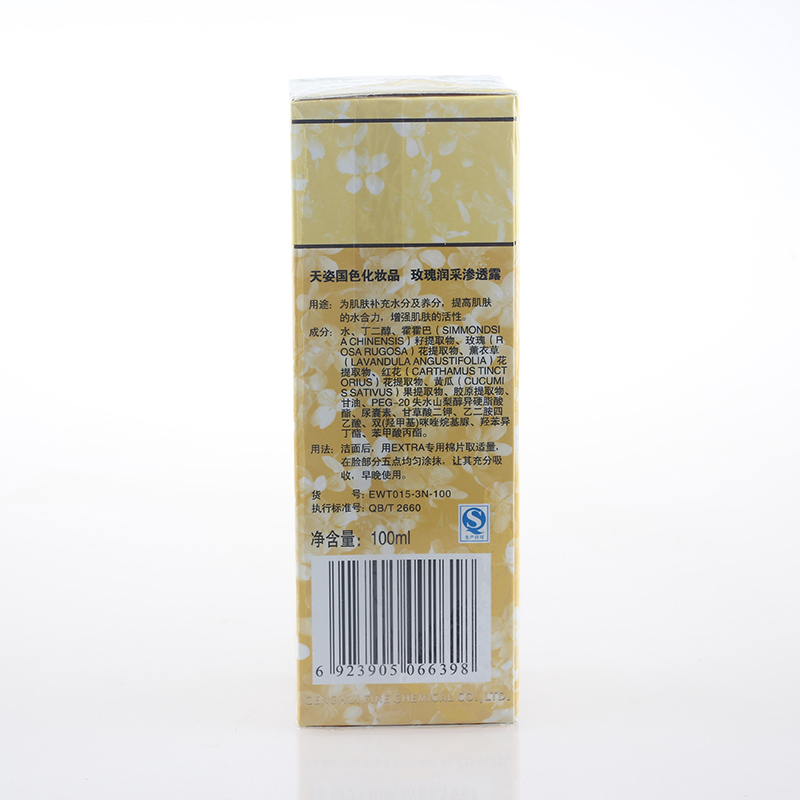 天姿国色化妆品 玫瑰润采渗透露
用途：为肌肤补充水分及养分，提高肌肤
的水合力，增强肌肤的活性。
成分：水、丁二醇、霍霍巴（SIMMONDSI
A CHINENSIS）籽提取物、玫瑰（R
OSA RUGOSA）花提取物、薰衣草
（LAVANDULA ANGUSTIFOLIA）花
提取物、红花（CARTHAMUS TINCT
ORIUS）花提取物、黄瓜（CUCUMI
S SATIVUS）果提取物、胶原提取物、
甘油、PEG-20 失水山梨醇异硬脂酸
酯、尿囊素、甘草酸二钾、乙二胺四
乙酸、双(羟甲基)咪唑烷基脲、羟苯异
丁酯、苯甲酸丙酯。
用法：洁面后，用EXTRA专用棉片取适量，
在脸部分五点均匀涂抹，让其充分吸
收，早晚使用。
货 号：EWT015-3N-100
执行标准号：QB/T 2660
净含量：100ml
6 923905 066398
FINE CHEMICAL CO., LTD.